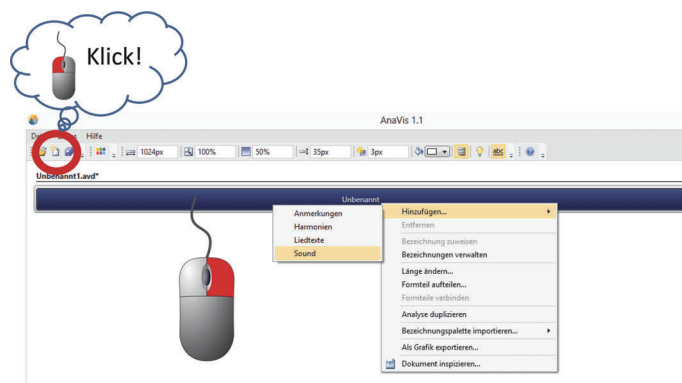 Klick!
AnaVis 1.1
Hilfe
1024px 100% 50% 35px 3px abc
Unbenannt1.avd*
Unbenannt
Anmerkungen
Harmonien
Liedtexte
Sound
Hinzufügen...
Entfernen
Bezeichnung zuweisen
Bezeichnungen verwalten
Länge ändern...
Formteil aufteilen...
Formteile verbinden
Analyse duplizieren
Bezeichnungspalette importieren...
Als Grafik exportieren...
Dokument inspizieren...